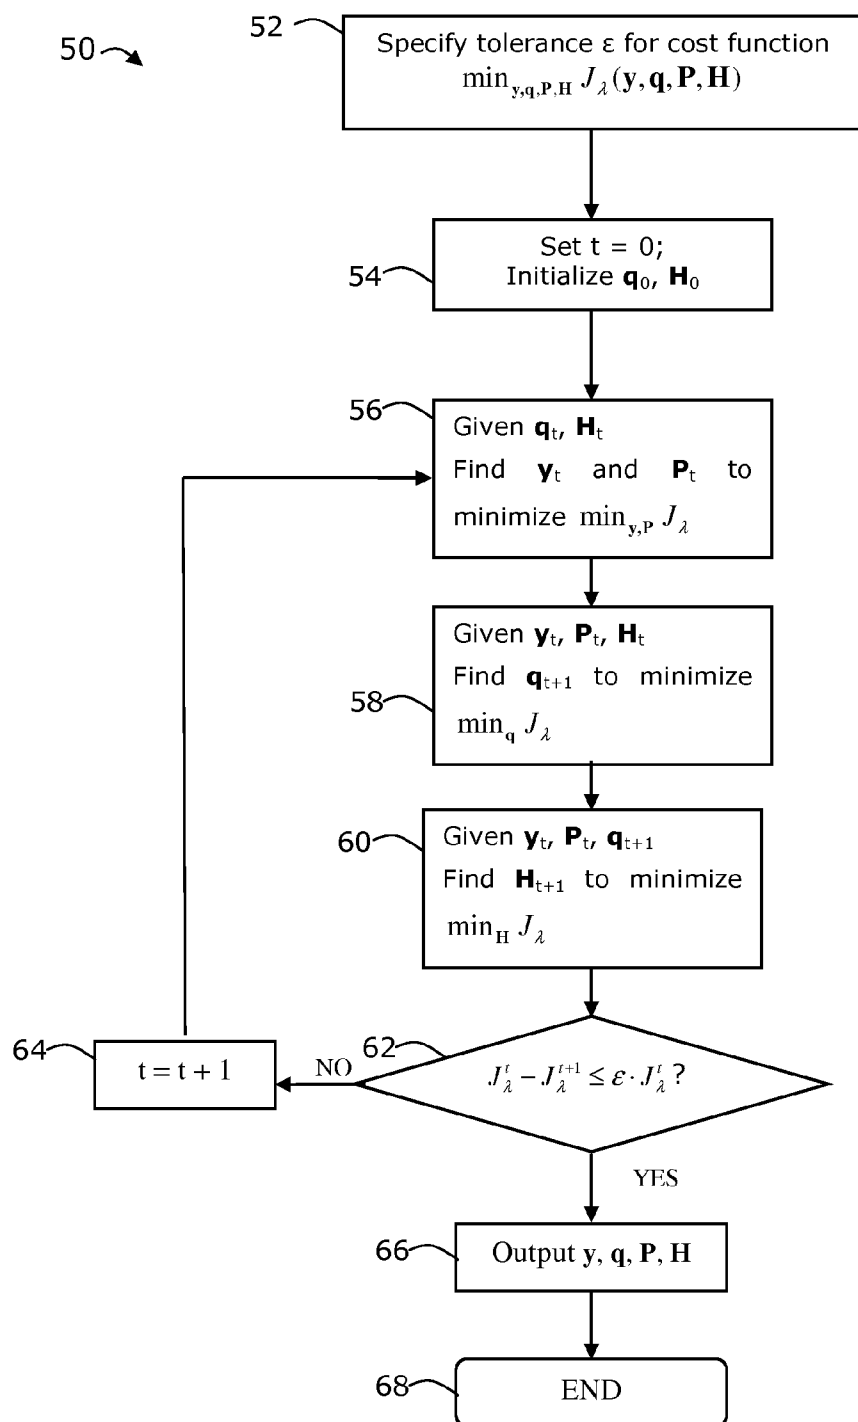 50
52
Specify tolerance ε for cost function
min_{y,q,P,H} J_λ(y, q, P, H)
54
Set t = 0;
Initialize q₀, H₀
56
Given q_t, H_t
Find y_t and P_t to
minimize min_{y,P} J_λ
58
Given y_t, P_t, H_t
Find q_{t+1} to minimize
min_q J_λ
60
Given y_t, P_t, q_{t+1}
Find H_{t+1} to minimize
min_H J_λ
62
J_λ^t − J_λ^{t+1} ≤ ε · J_λ^t ?
NO
64
t = t + 1
YES
66
Output y, q, P, H
68
END